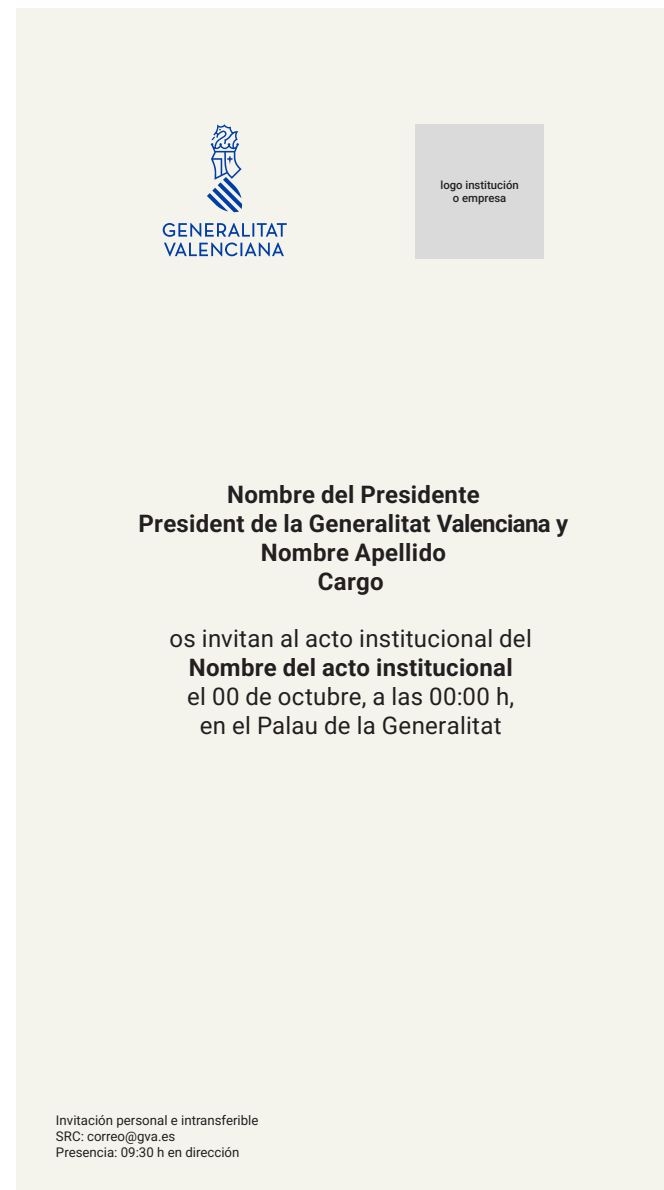 GENERALITAT
VALENCIANA
logo institución
o empresa
Nombre del Presidente
President de la Generalitat Valenciana y
Nombre Apellido
Cargo
os invitan al acto institucional del
Nombre del acto institucional
el 00 de octubre, a las 00:00 h,
en el Palau de la Generalitat
Invitación personal e intransferible
SRC: correo@gva.es
Presencia: 09:30 h en dirección